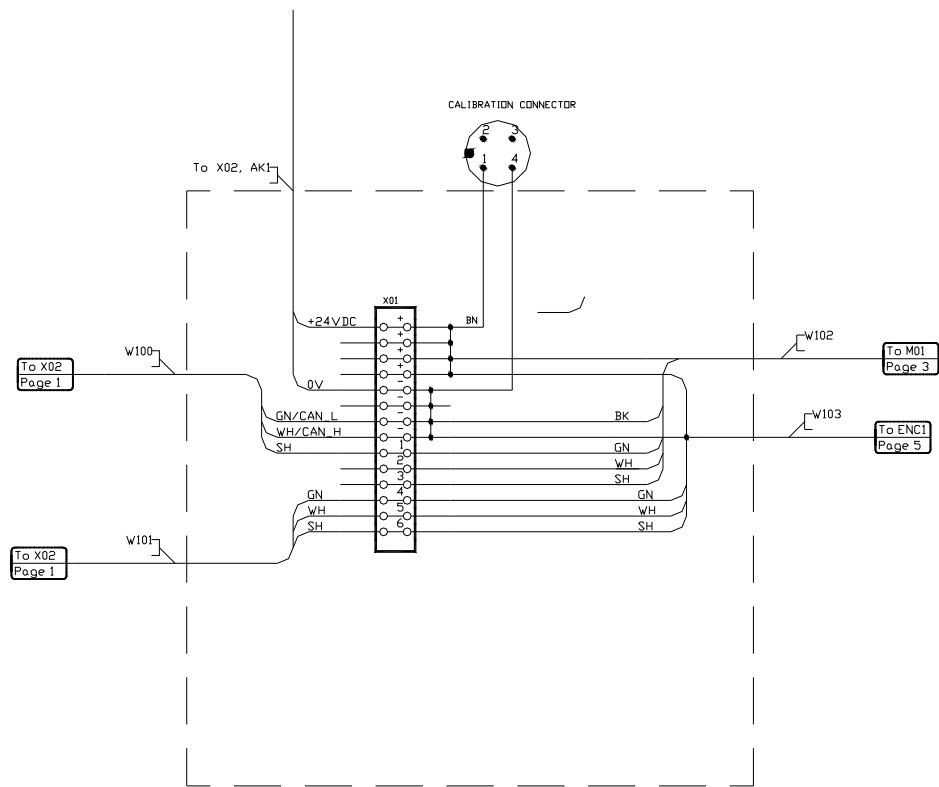 CALIBRATION CONNECTOR
2 3
1 4
To X02, AK1
X01
+
+24VDC
BN
+
+
+
-
0V
-
-
GN/CAN_L
BK
-
WH/CAN_H
1
SH
GN
2
WH
3
SH
4
GN
GN
5
WH
WH
6
SH
SH
W100
To X02
Page 1
W101
To X02
Page 1
W102
To M01
Page 3
W103
To ENC1
Page 5